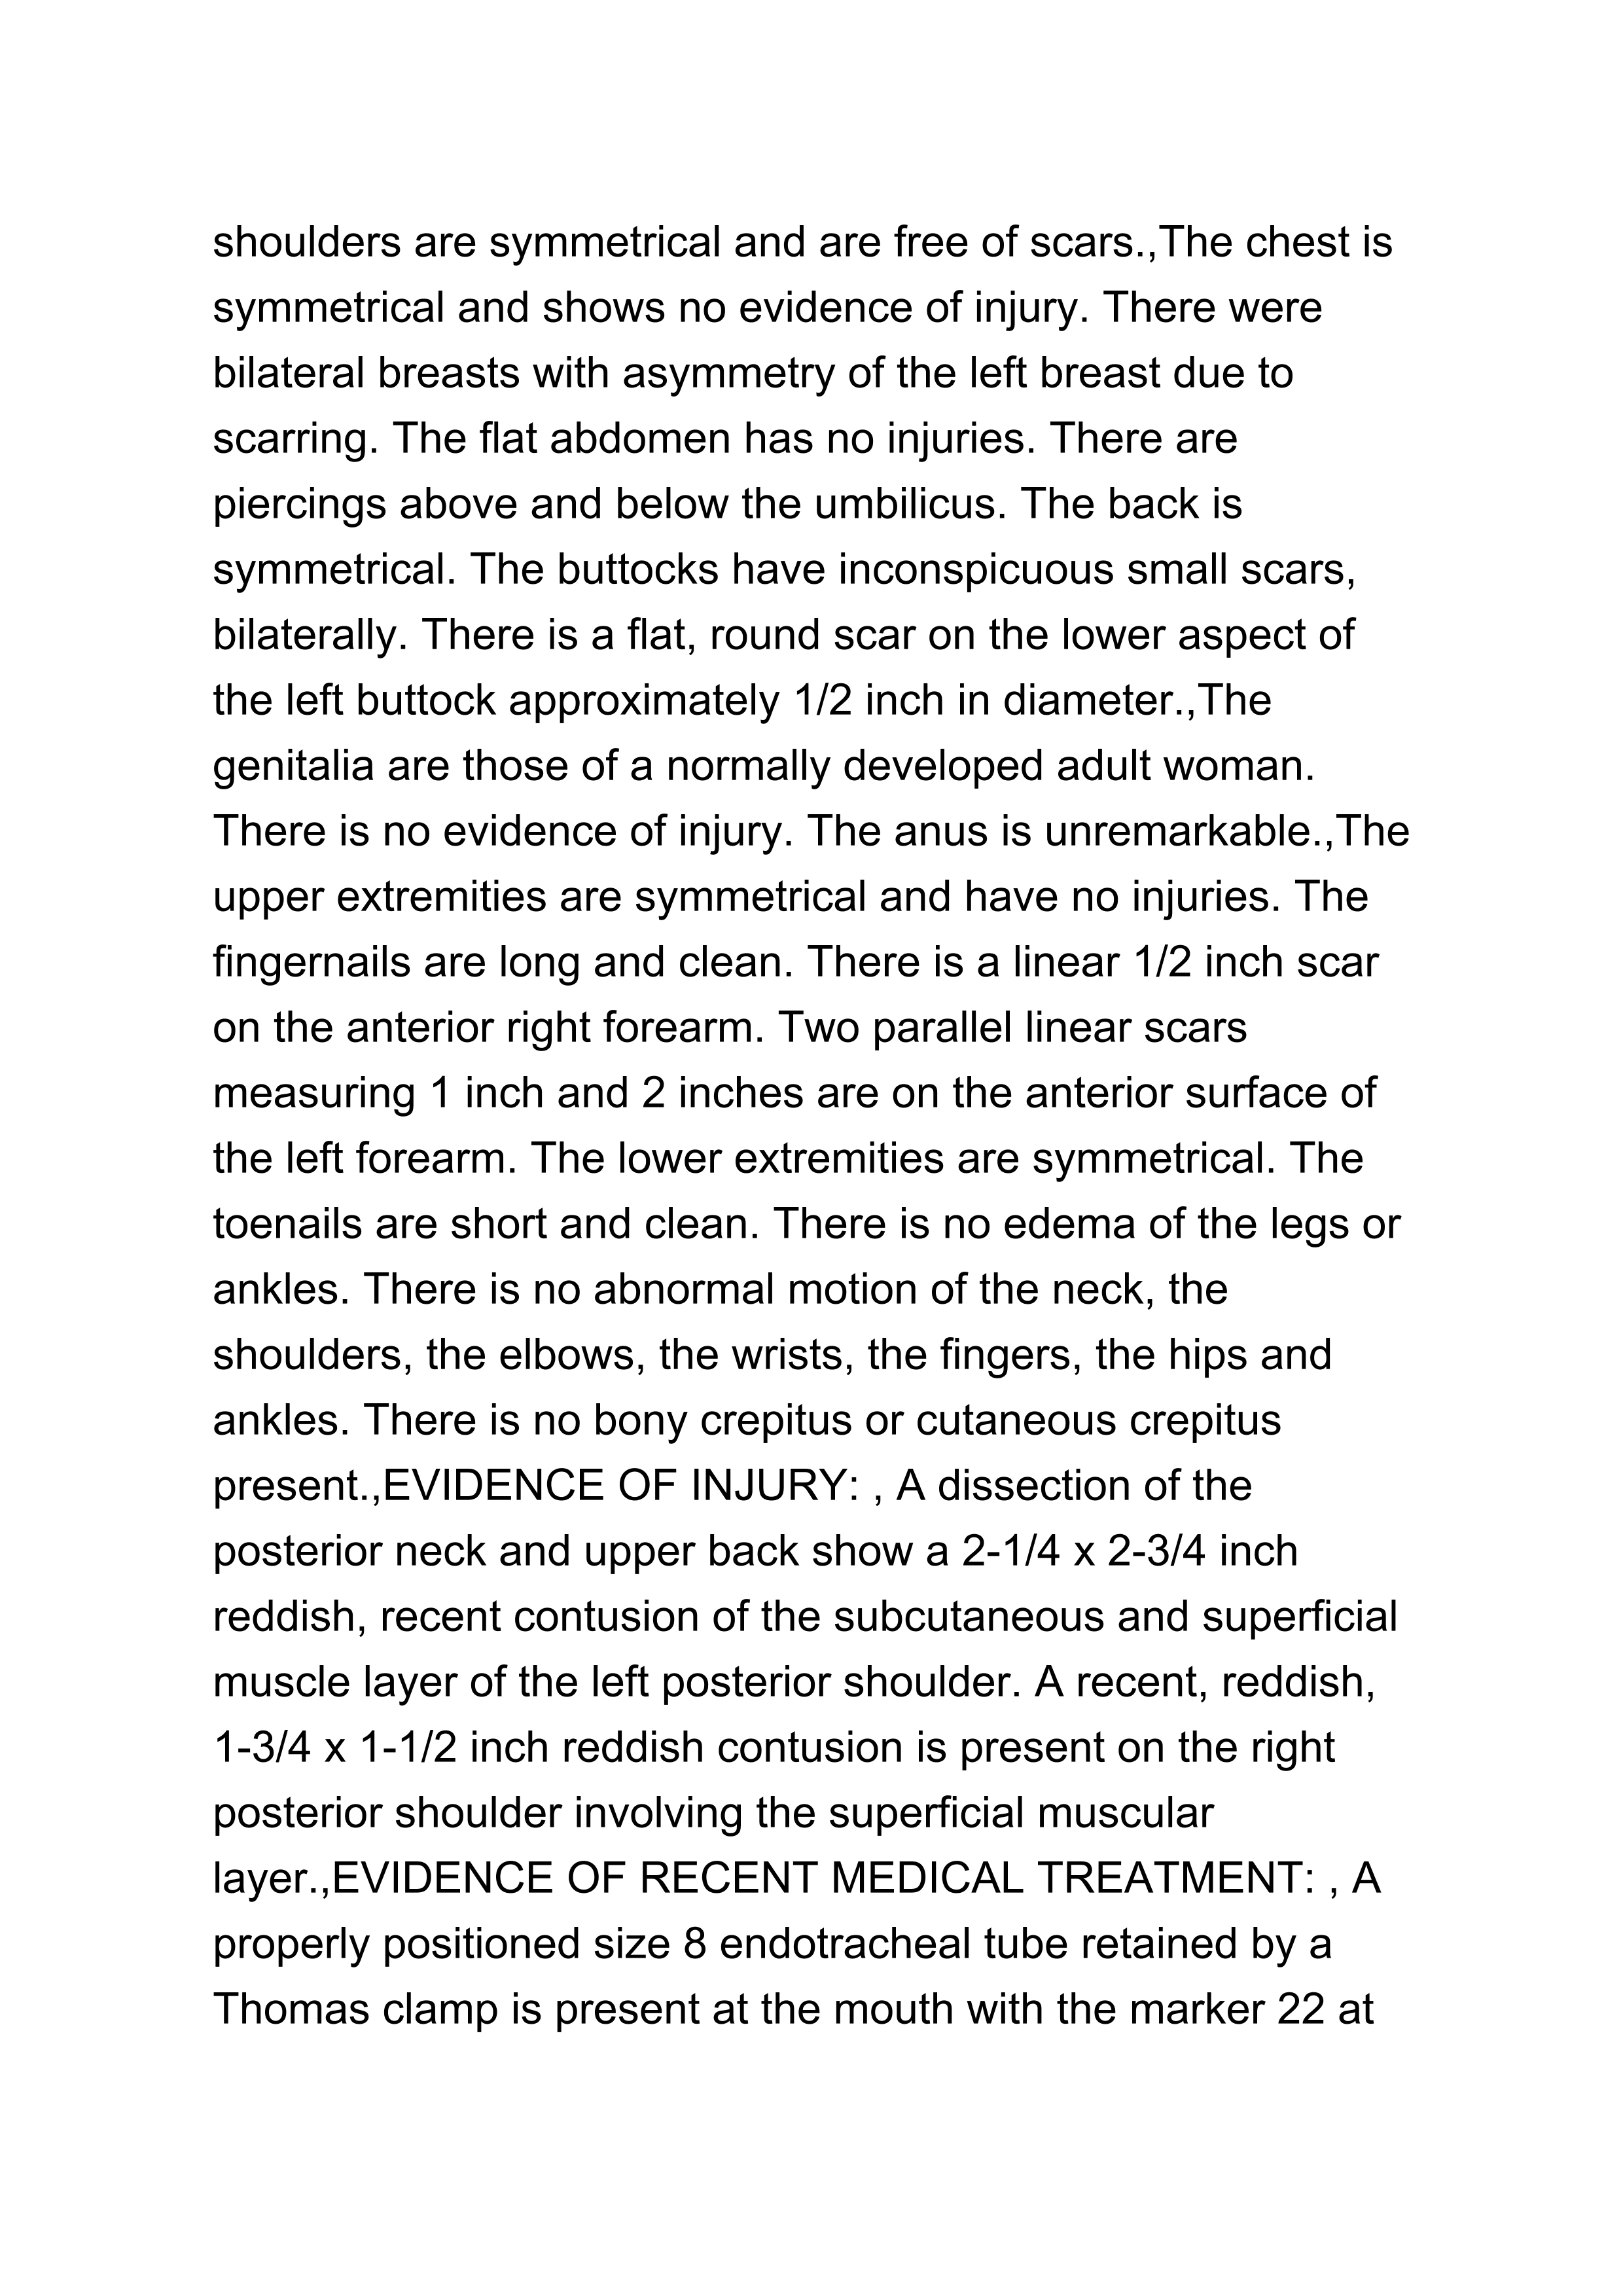 shoulders are symmetrical and are free of scars.,The chest is
symmetrical and shows no evidence of injury. There were
bilateral breasts with asymmetry of the left breast due to
scarring. The flat abdomen has no injuries. There are
piercings above and below the umbilicus. The back is
symmetrical. The buttocks have inconspicuous small scars,
bilaterally. There is a flat, round scar on the lower aspect of
the left buttock approximately 1/2 inch in diameter.,The
genitalia are those of a normally developed adult woman.
There is no evidence of injury. The anus is unremarkable.,The
upper extremities are symmetrical and have no injuries. The
fingernails are long and clean. There is a linear 1/2 inch scar
on the anterior right forearm. Two parallel linear scars
measuring 1 inch and 2 inches are on the anterior surface of
the left forearm. The lower extremities are symmetrical. The
toenails are short and clean. There is no edema of the legs or
ankles. There is no abnormal motion of the neck, the
shoulders, the elbows, the wrists, the fingers, the hips and
ankles. There is no bony crepitus or cutaneous crepitus
present.,EVIDENCE OF INJURY: , A dissection of the
posterior neck and upper back show a 2-1/4 x 2-3/4 inch
reddish, recent contusion of the subcutaneous and superficial
muscle layer of the left posterior shoulder. A recent, reddish,
1-3/4 x 1-1/2 inch reddish contusion is present on the right
posterior shoulder involving the superficial muscular
layer.,EVIDENCE OF RECENT MEDICAL TREATMENT: , A
properly positioned size 8 endotracheal tube retained by a
Thomas clamp is present at the mouth with the marker 22 at